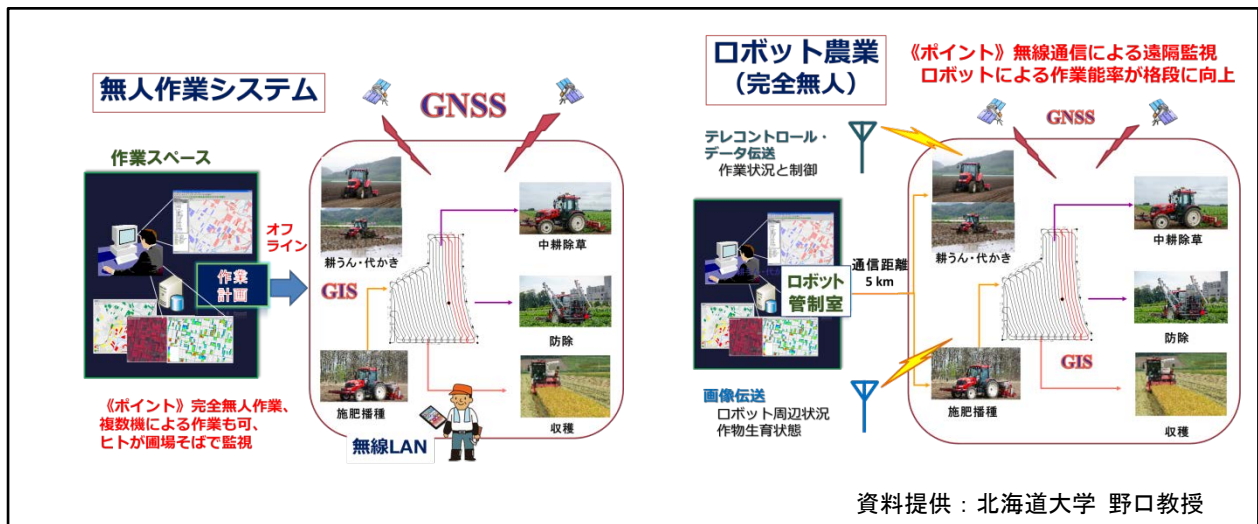 無人作業システム
GNSS
作業スペース
オフ
ライン
作業
計画
GIS
耕うん・代かき
中耕除草
防除
施肥播種
収穫
無線LAN
《ポイント》完全無人作業、
複数機による作業も可、
ヒトが圃場そばで監視
ロボット農業
（完全無人）
《ポイント》無線通信による遠隔監視
ロボットによる作業能率が格段に向上
GNSS
テレコントロール・
データ伝送
作業状況と制御
ロボット
管制室
通信距離
5 km
耕うん・代かき
中耕除草
防除
GIS
施肥播種
収穫
画像伝送
ロボット周辺状況
作物生育状態
資料提供：北海道大学 野口教授